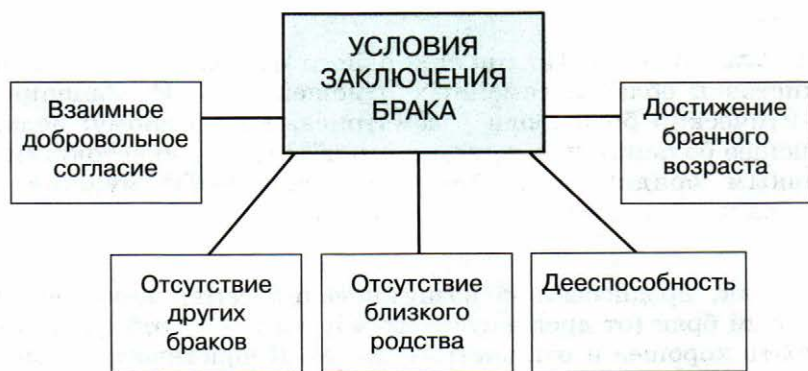 УСЛОВИЯ
ЗАКЛЮЧЕНИЯ
БРАКА
Взаимное
добровольное
согласие
Достижение
брачного
возраста
Отсутствие
других
браков
Отсутствие
близкого
родства
Дееспособность